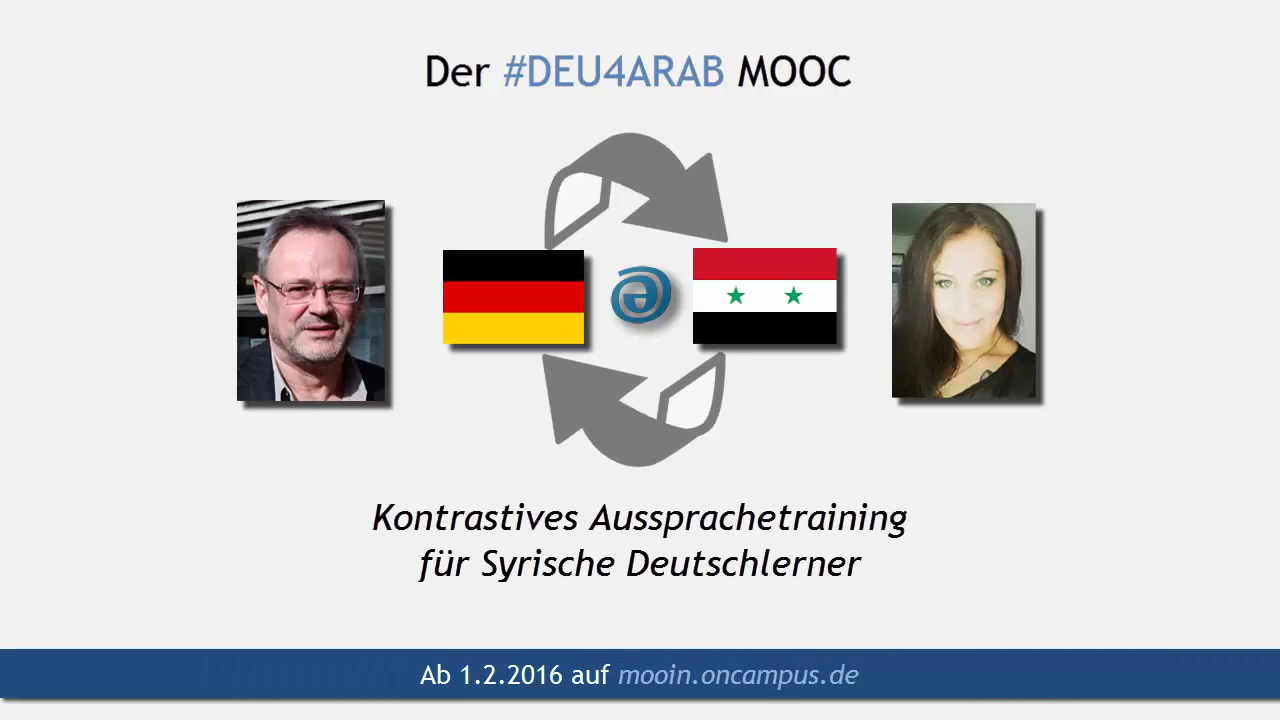 Der #DEU4ARAB MOOC
Kontrastives Aussprachetraining
für Syrische Deutschlerner
Ab 1.2.2016 auf mooin.oncampus.de